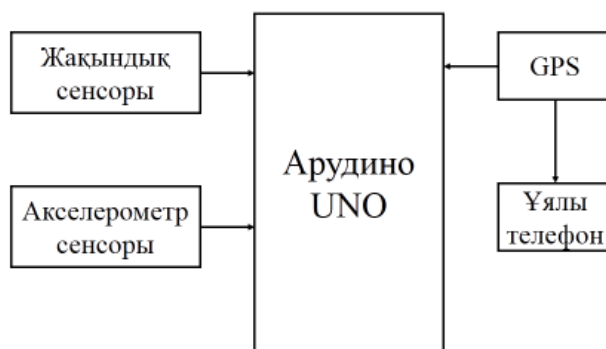 Жақындық
сенсоры
Акселерометр
сенсоры
Арудино
UNO
GPS
Ұялы
телефон